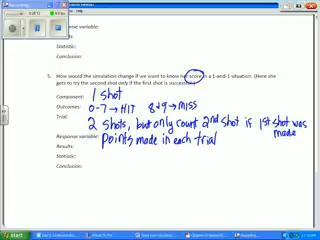 Response variable:
Statistic:
Conclusion:
5. How would the simulation change if we want to know her score in a 1-and-1 situation. (Here she
gets to try the second shot only if the first shot is successful.)
Component: 1 shot
Outcomes: 0-7 → HIT 8+9 → MISS
Trial:
2 shots, but only count 2nd shot if 1st shot was
made
Response variable: points made in each trial
Results:
Statistic:
Conclusion: